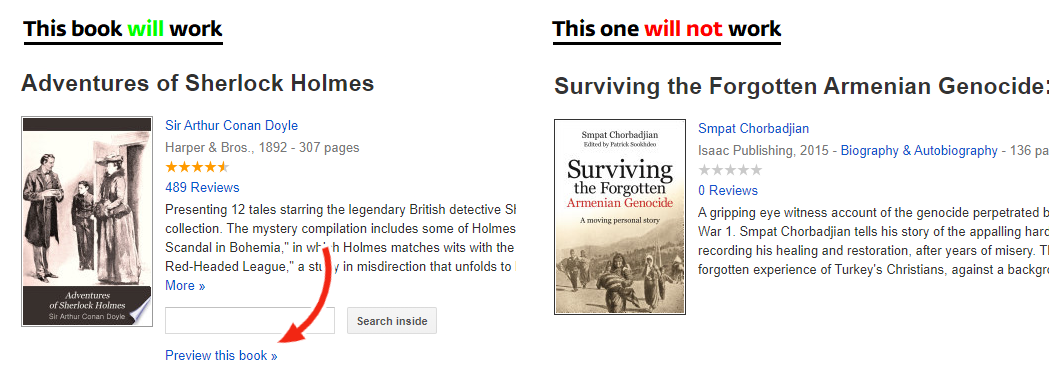 This book will work
Adventures of Sherlock Holmes
Adventures
of Sherlock Holmes
Sir Arthur Conan Doyle
Sir Arthur Conan Doyle
Harper & Bros., 1892 - 307 pages
489 Reviews
Presenting 12 tales starring the legendary British detective
collection. The mystery compilation includes some of Holmes
Scandal in Bohemia," in which Holmes matches wits with the
Red-Headed League," a study in misdirection that unfolds to
More »
Search inside
Preview this book »
This one will not work
Surviving the Forgotten Armenian Genocide:
Smpat Chorbadjian
Edited by Patrick Sookhdeo
Surviving
the Forgotten
Armenian Genocide
A moving personal story
Smpat Chorbadjian
Isaac Publishing, 2015 - Biography & Autobiography - 136 pa
0 Reviews
A gripping eye witness account of the genocide perpetrated b
War 1. Smpat Chorbadjian tells his story of the appalling hard
recording his healing and restoration, after years of misery. T
forgotten experience of Turkey's Christians, against a backgro